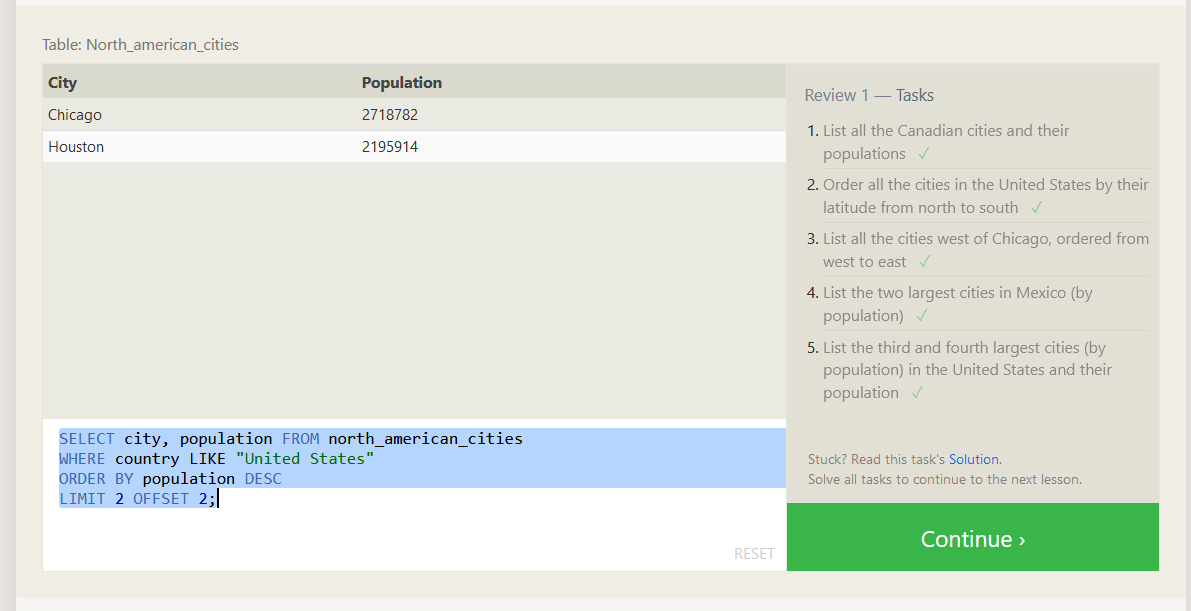 Table: North_american_cities
City Population
Chicago 2718782
Houston 2195914
SELECT city, population FROM north_american_cities
WHERE country LIKE "United States"
ORDER BY population DESC
LIMIT 2 OFFSET 2;
RESET
Review 1 — Tasks
1. List all the Canadian cities and their
populations ✓
2. Order all the cities in the United States by their
latitude from north to south ✓
3. List all the cities west of Chicago, ordered from
west to east ✓
4. List the two largest cities in Mexico (by
population) ✓
5. List the third and fourth largest cities (by
population) in the United States and their
population ✓
Stuck? Read this task's Solution.
Solve all tasks to continue to the next lesson.
Continue ›